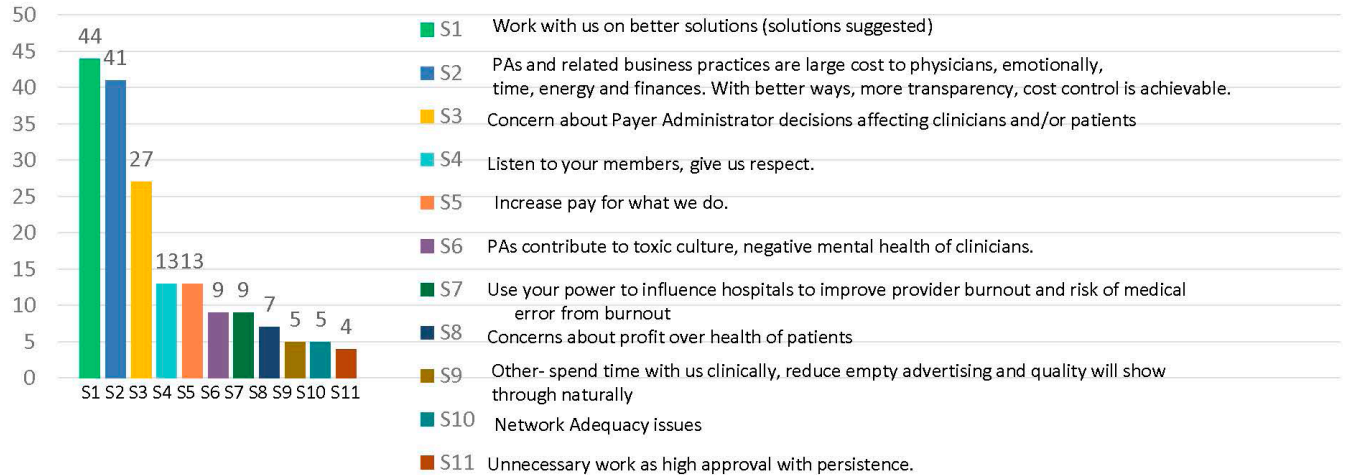 50
45
40
35
30
25
20
15
10
5
0
44
41
27
13
13
9
9
7
5
5
4
S1
S2
S3
S4
S5
S6
S7
S8
S9
S10
S11
S1 Work with us on better solutions (solutions suggested)
S2 PAs and related business practices are large cost to physicians, emotionally,
time, energy and finances. With better ways, more transparency, cost control is achievable.
S3 Concern about Payer Administrator decisions affecting clinicians and/or patients
S4 Listen to your members, give us respect.
S5 Increase pay for what we do.
S6 PAs contribute to toxic culture, negative mental health of clinicians.
S7 Use your power to influence hospitals to improve provider burnout and risk of medical
error from burnout
S8 Concerns about profit over health of patients
S9 Other- spend time with us clinically, reduce empty advertising and quality will show
through naturally
S10 Network Adequacy issues
S11 Unnecessary work as high approval with persistence.